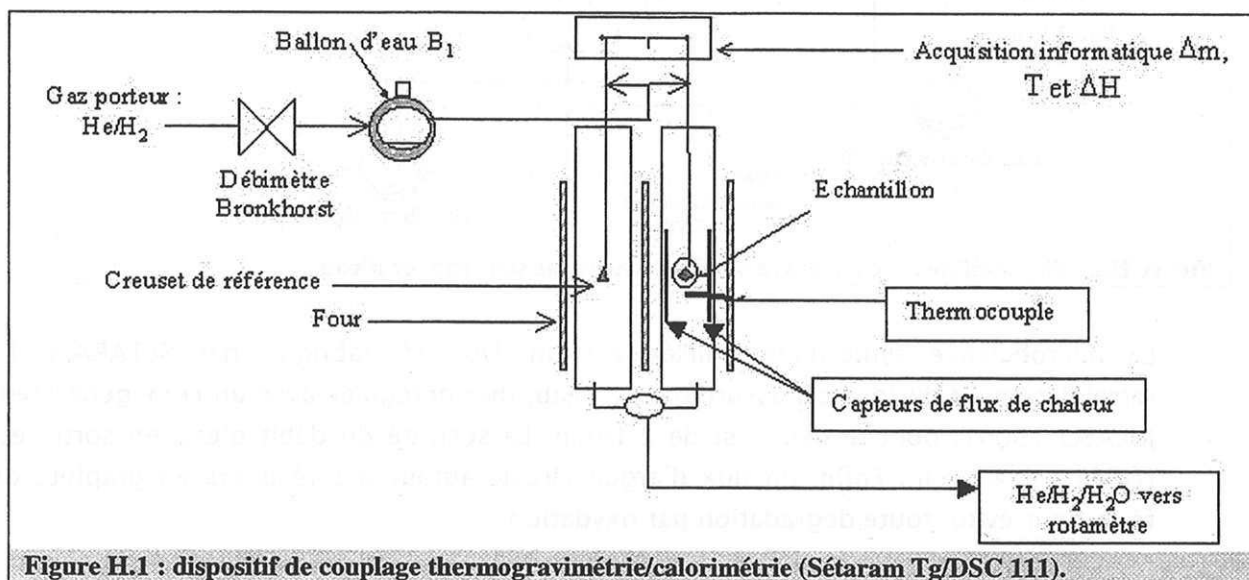 Ballon d'eau B1
Acquisition informatique Δm,
T et ΔH
Gaz porteur :
He/H2
Débimètre
Bronkhorst
Echantillon
Creuset de référence
Thermocouple
Four
Capteurs de flux de chaleur
He/H2/H2O vers
rotamètre
Figure H.1 : dispositif de couplage thermogravimétrie/calorimétrie (Sétaram Tg/DSC 111).